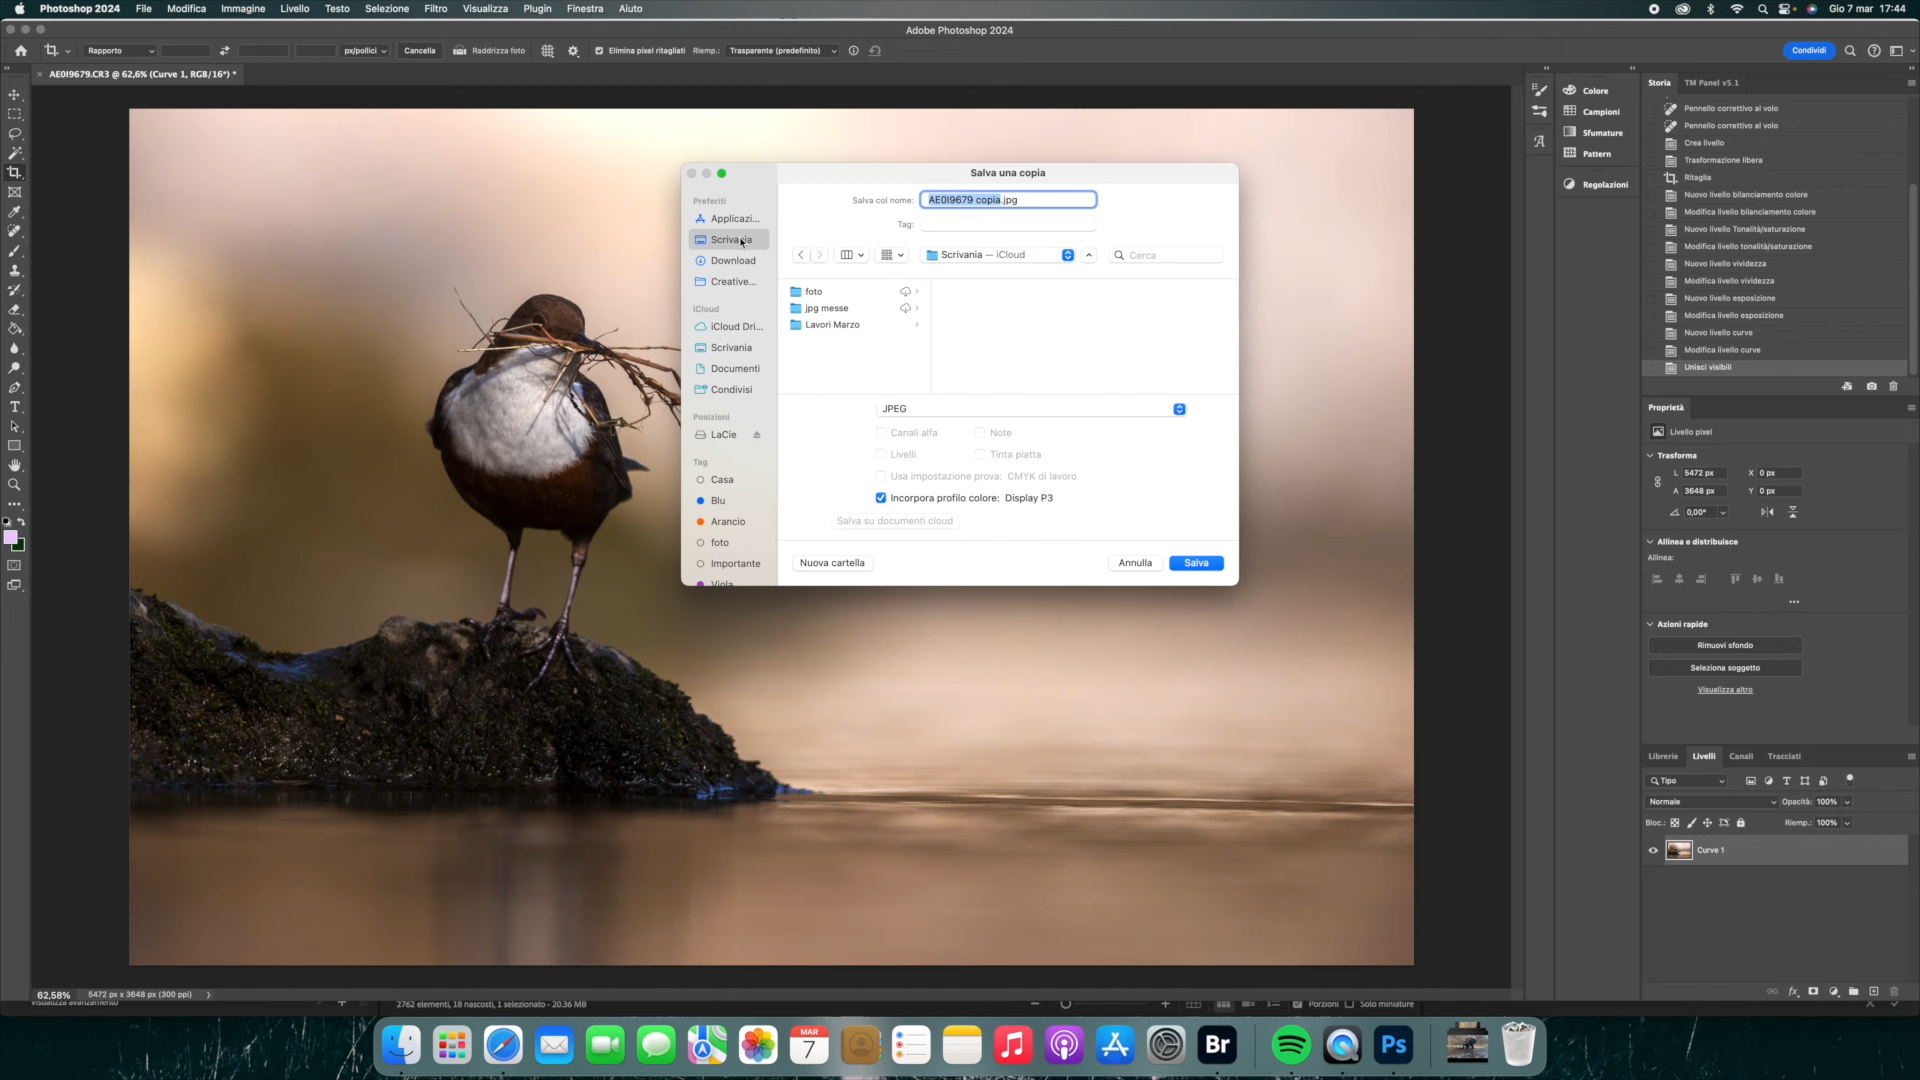 Photoshop 2024 File Modifica Immagine Livello Testo Selezione Filtro Visualizza Plugin Finestra Aiuto Gio 7 mar 17:44
Adobe Photoshop 2024
Rapporto px/pollici Cancella Raddrizza foto Elimina pixel ritagliati Riemp.: Trasparente (predefinito) Condividi
AE0I9679.CR3 @ 62,6% (Curve 1, RGB/16*) *
Salva una copia
Salva col nome: AE0I9679 copia.jpg
Tag:
Scrivania — iCloud
Cerca
Preferiti
Applicazi...
Scrivania
Download
Creative...
iCloud
iCloud Dri...
Scrivania
Documenti
Condivisi
Posizioni
LaCie
Tag
Casa
Blu
Arancio
foto
Importante
Viola
foto
jpg messe
Lavori Marzo
JPEG
Canali alfa Note
Livelli Tinta piatta
Usa impostazione prova: CMYK di lavoro
Incorpora profilo colore: Display P3
Salva su documenti cloud
Nuova cartella Annulla Salva
Colore
Campioni
Sfumature
Pattern
Regolazioni
Storia TM Panel v5.1
Pennello correttivo al volo
Pennello correttivo al volo
Crea livello
Trasformazione libera
Ritaglia
Nuovo livello bilanciamento colore
Modifica livello bilanciamento colore
Nuovo livello Tonalità/saturazione
Modifica livello tonalità/saturazione
Nuovo livello vividezza
Modifica livello vividezza
Nuovo livello esposizione
Modifica livello esposizione
Nuovo livello curve
Modifica livello curve
Unisci visibili
Proprietà
Livello pixel
Trasforma
L 5472 px X 0 px
A 3648 px Y 0 px
0,00°
Allinea e distribuisce
Allinea:
Azioni rapide
Rimuovi sfondo
Seleziona soggetto
Visualizza altro
Librerie Livelli Canali Tracciati
Tipo
Normale Opacità: 100%
Bloc.: Riemp.: 100%
Curve 1
62,58% 5472 px x 3648 px (300 ppi)
visualizza avanzamento 2762 elementi, 18 nascosti, 1 selezionato - 20.36 MB Porzioni Solo miniature
MAR
7
Br
Ps